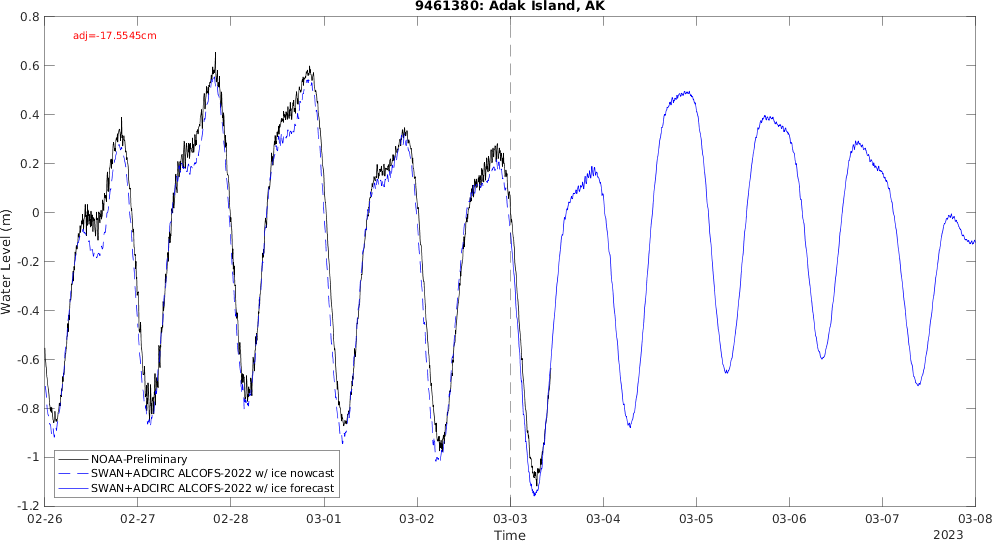 9461380: Adak Island, AK
adj=-17.5545cm
0.8
0.6
0.4
0.2
0
-0.2
-0.4
-0.6
-0.8
-1
-1.2
Water Level (m)
NOAA-Preliminary
SWAN+ADCIRC ALCOFS-2022 w/ ice nowcast
SWAN+ADCIRC ALCOFS-2022 w/ ice forecast
02-26 02-27 02-28 03-01 03-02 03-03 03-04 03-05 03-06 03-07 03-08
Time
2023